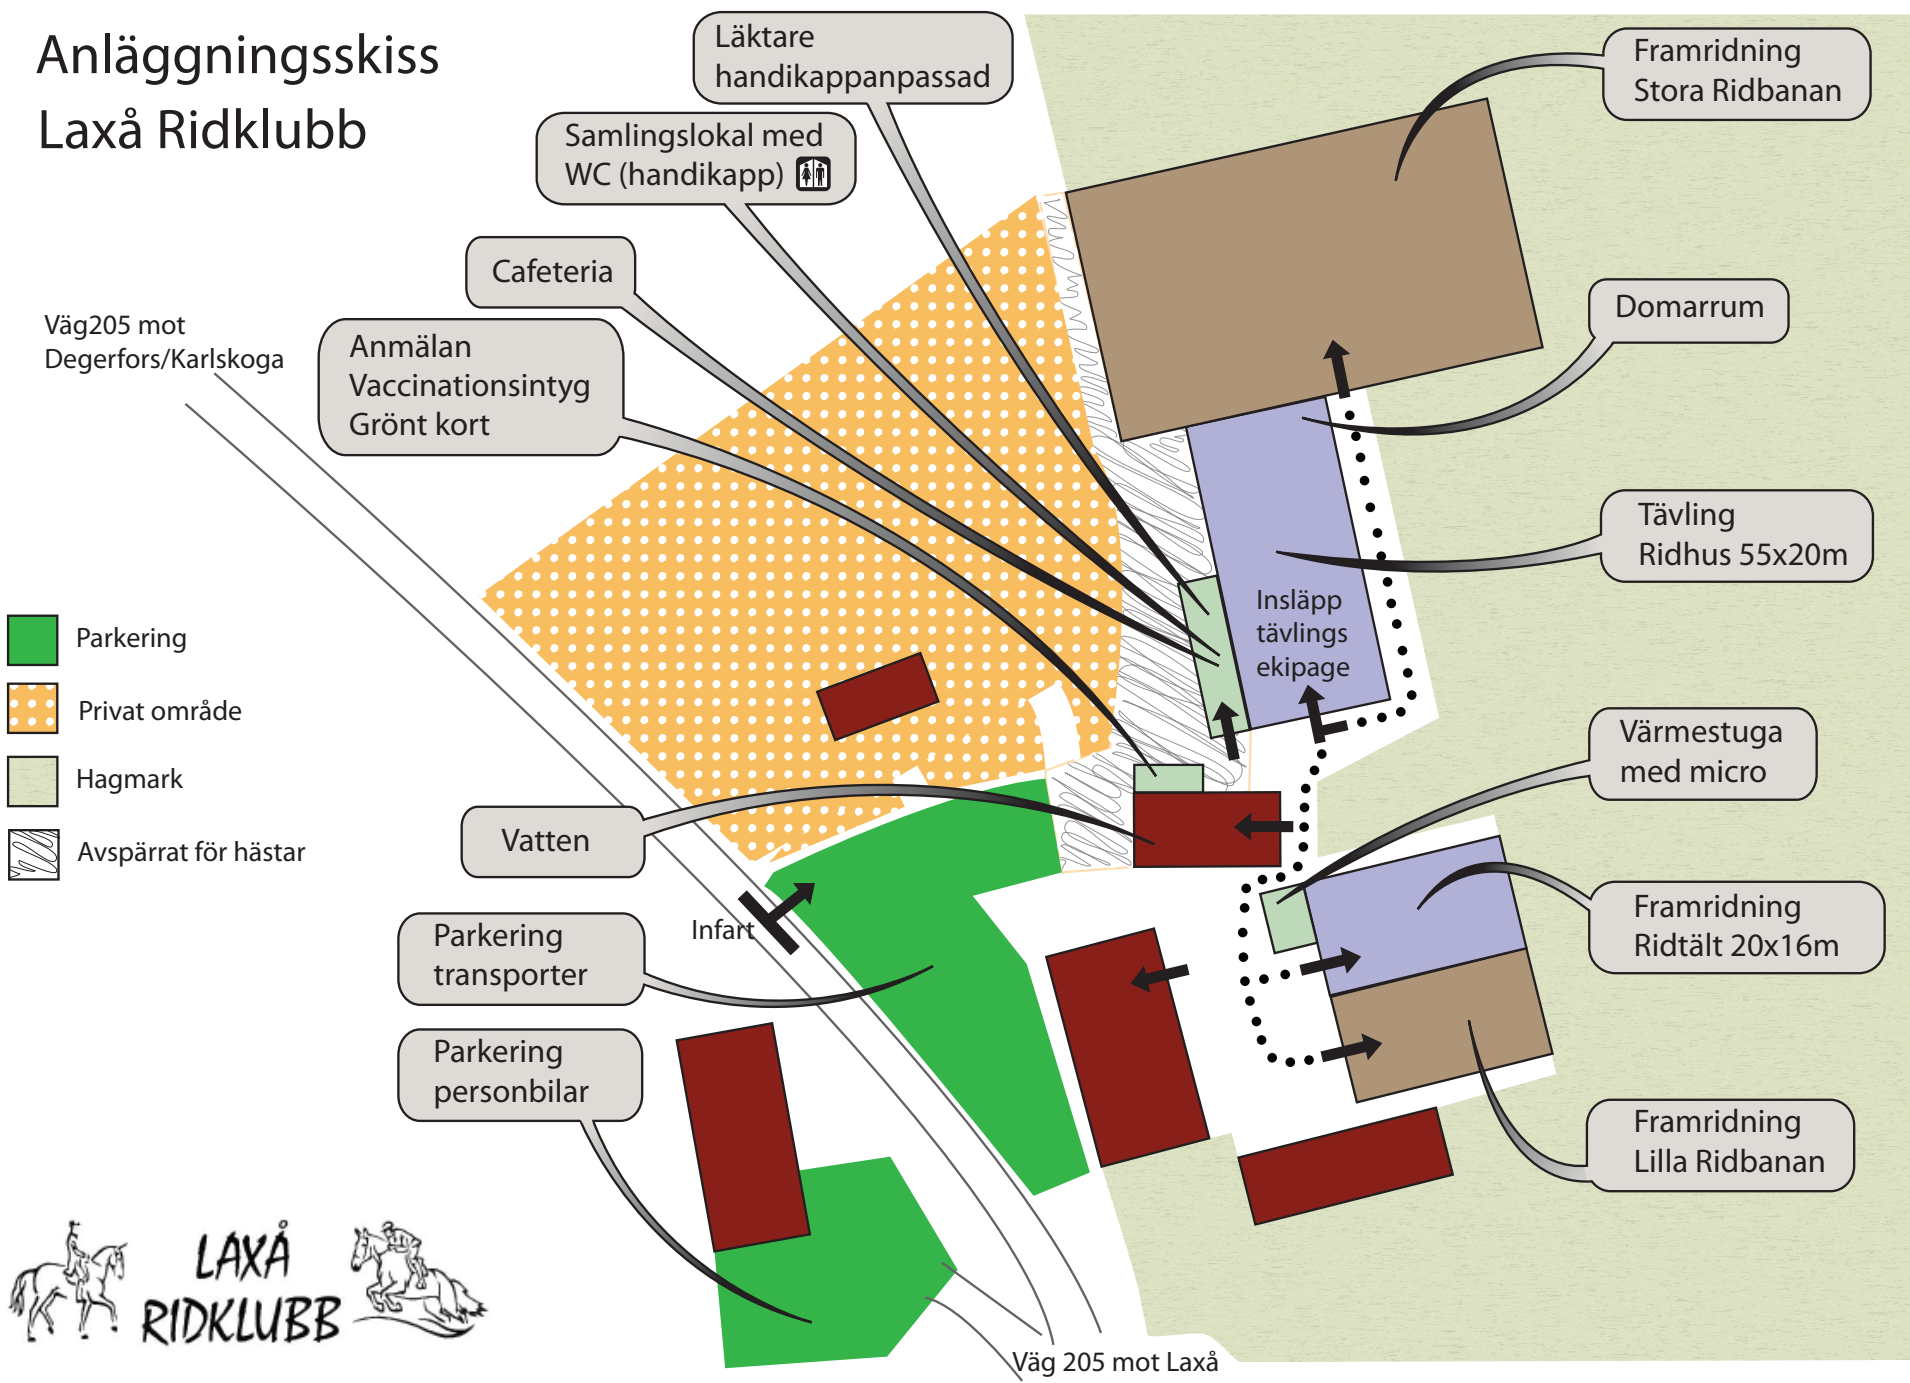 Anläggningsskiss
Laxå Ridklubb
Läktare
handikappanpassad
Samlingslokal med
WC (handikapp)
Cafeteria
Anmälan
Vaccinationsintyg
Grönt kort
Väg205 mot
Degerfors/Karlskoga
Framridning
Stora Ridbanan
Domarrum
Tävling
Ridhus 55x20m
Insläpp
tävlings
ekipage
Parkering
Privat område
Hagmark
Avspärrat för hästar
Värmestuga
med micro
Vatten
Infart
Framridning
Ridtält 20x16m
Parkering
transporter
Parkering
personbilar
Framridning
Lilla Ridbanan
LAXÅ
RIDKLUBB
Väg 205 mot Laxå